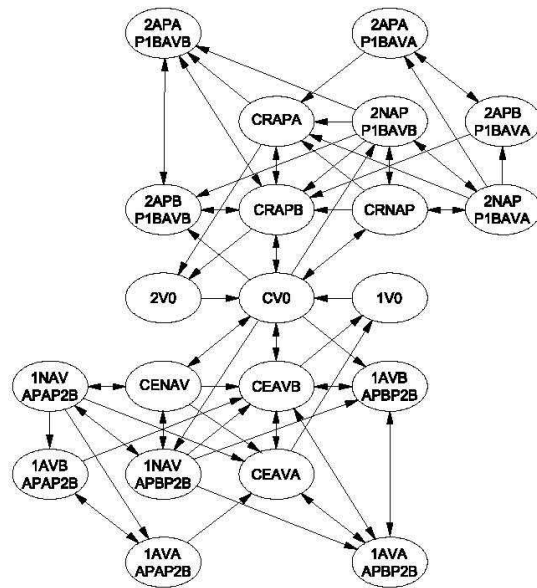 2APA
P1BAVB
2APA
P1BAVA
CRAPA
2NAP
P1BAVB
2APB
P1BAVA
2APB
P1BAVB
CRAPB
CRNAP
2NAP
P1BAVA
2V0
CV0
1V0
1NAV
APAP2B
CENAV
CEAVB
1AVB
APBP2B
1AVB
APAP2B
1NAV
APBP2B
CEAVA
1AVA
APAP2B
1AVA
APBP2B